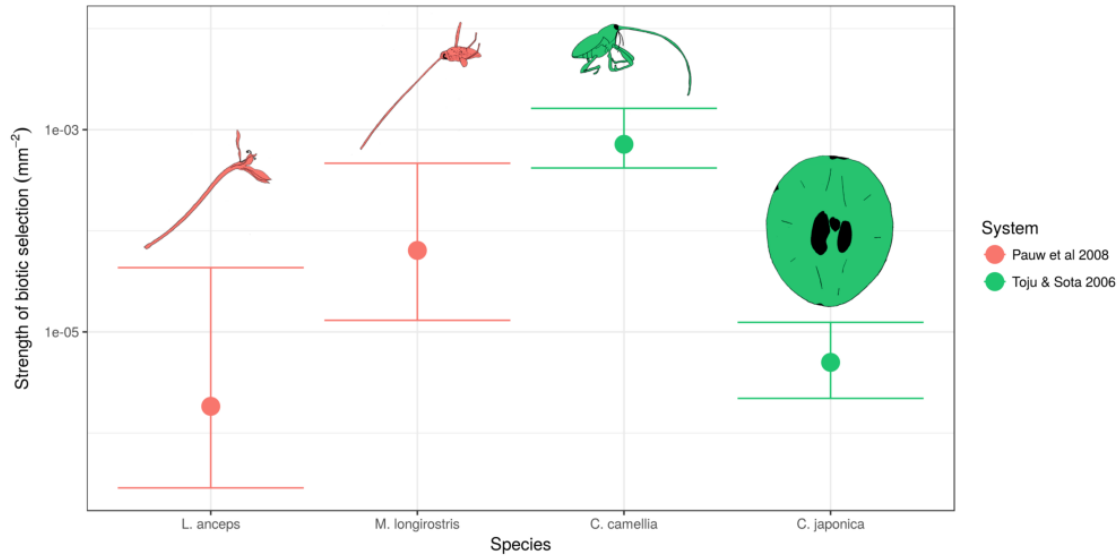 Strength of biotic selection (mm⁻²)
1e-03
1e-05
L. anceps
M. longirostris
C. camellia
C. japonica
Species
System
Pauw et al 2008
Toju & Sota 2006